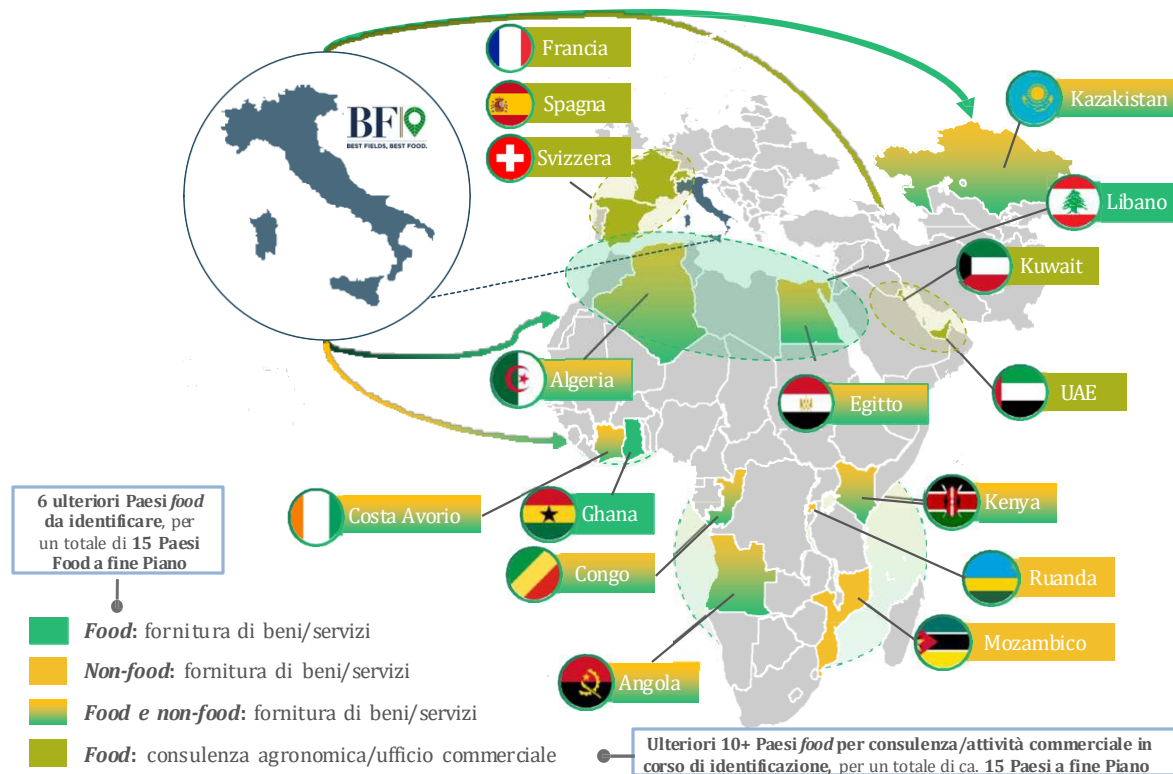 BF
BEST FIELDS, BEST FOOD.
Francia
Spagna
Svizzera
Kazakistan
Libano
Kuwait
UAE
Algeria
Egitto
Costa Avorio
Ghana
Congo
Angola
Kenya
Ruanda
Mozambico
6 ulteriori Paesi food
da identificare, per
un totale di 15 Paesi
Food a fine Piano
Food: fornitura di beni/servizi
Non-food: fornitura di beni/servizi
Food e non-food: fornitura di beni/servizi
Food: consulenza agronomica/ufficio commerciale
Ulteriori 10+ Paesi food per consulenza/attività commerciale in
corso di identificazione, per un totale di ca. 15 Paesi a fine Piano